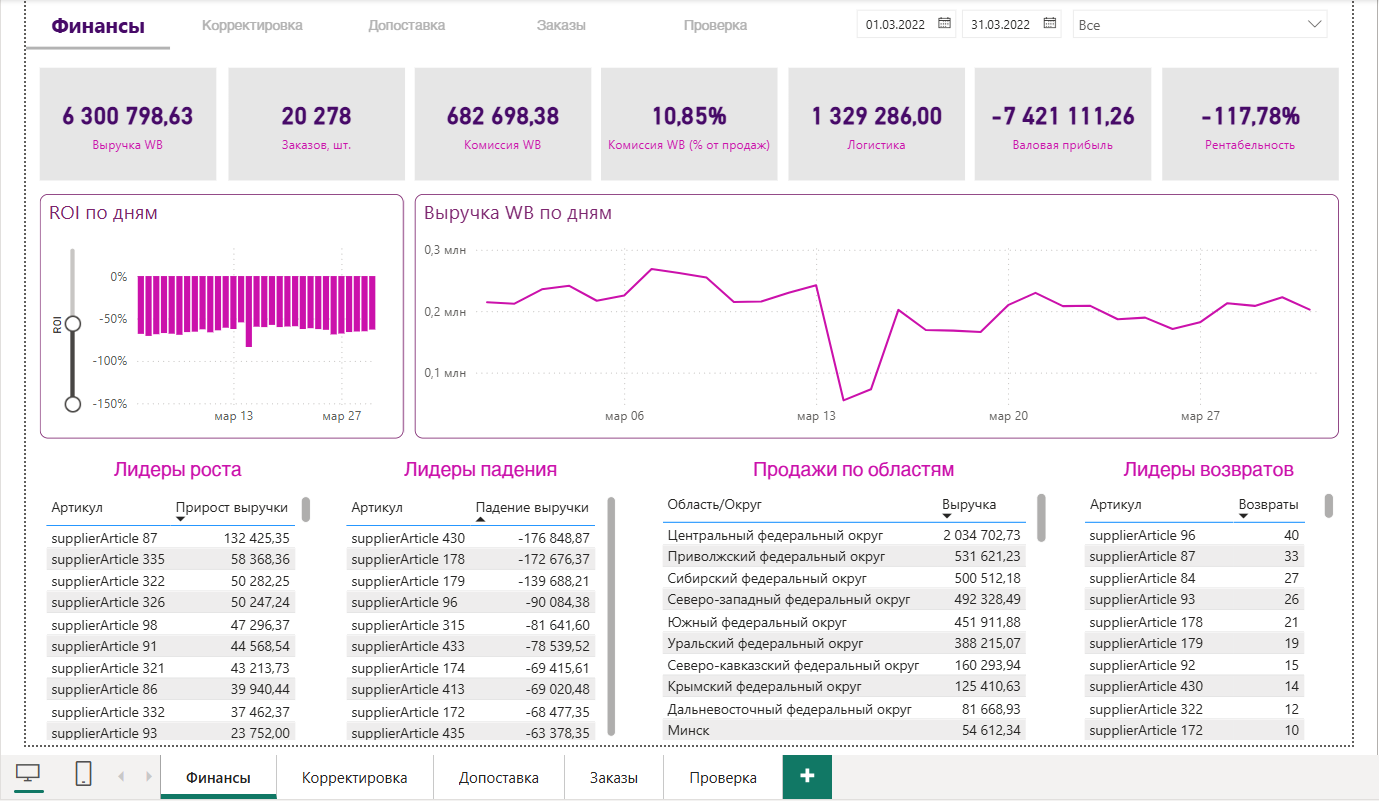 Финансы Корректировка Допоставка Заказы Проверка 01.03.2022 31.03.2022 Все
6 300 798,63 20 278 682 698,38 10,85% 1 329 286,00 -7 421 111,26 -117,78%
Выручка WB Заказов, шт. Комиссия WB Комиссия WB (% от продаж) Логистика Валовая прибыль Рентабельность
ROI по дням
ROI
0%
-50%
-100%
-150%
мар 13 мар 27
Выручка WB по дням
0,3 млн
0,2 млн
0,1 млн
мар 06 мар 13 мар 20 мар 27
Лидеры роста
Артикул Прирост выручки
supplierArticle 87 132 425,35
supplierArticle 335 58 368,36
supplierArticle 322 50 282,25
supplierArticle 326 50 247,24
supplierArticle 98 47 296,37
supplierArticle 91 44 568,54
supplierArticle 321 43 213,73
supplierArticle 86 39 940,44
supplierArticle 332 37 462,37
supplierArticle 93 23 752,00
Лидеры падения
Артикул Падение выручки
supplierArticle 430 -176 848,87
supplierArticle 178 -172 676,37
supplierArticle 179 -139 688,21
supplierArticle 96 -90 084,38
supplierArticle 315 -81 641,60
supplierArticle 433 -78 539,52
supplierArticle 174 -69 415,61
supplierArticle 413 -69 020,48
supplierArticle 172 -68 477,35
supplierArticle 435 -63 378,35
Продажи по областям
Область/Округ Выручка
Центральный федеральный округ 2 034 702,73
Приволжский федеральный округ 531 621,23
Сибирский федеральный округ 500 512,18
Северо-западный федеральный округ 492 328,49
Южный федеральный округ 451 911,88
Уральский федеральный округ 388 215,07
Северо-кавказский федеральный округ 160 293,94
Крымский федеральный округ 125 410,63
Дальневосточный федеральный округ 81 668,93
Минск 54 612,34
Лидеры возвратов
Артикул Возвраты
supplierArticle 96 40
supplierArticle 87 33
supplierArticle 84 27
supplierArticle 93 26
supplierArticle 178 21
supplierArticle 179 19
supplierArticle 92 15
supplierArticle 430 14
supplierArticle 322 12
supplierArticle 172 10
Финансы Корректировка Допоставка Заказы Проверка +